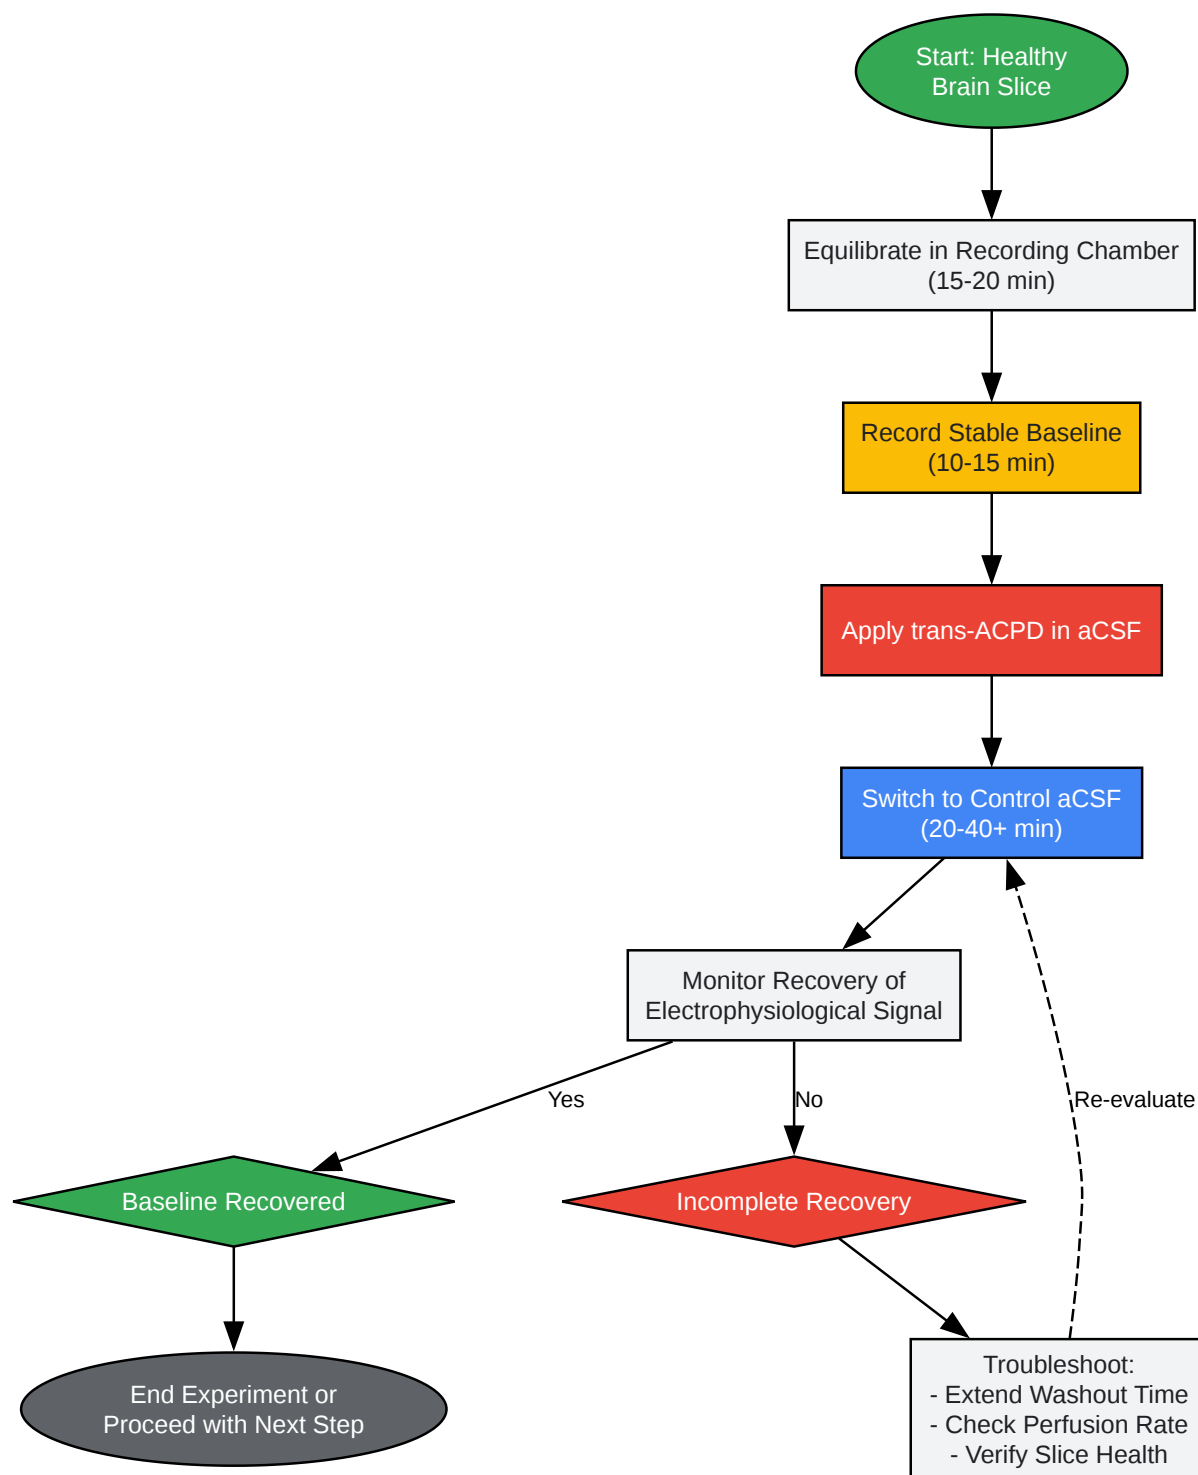 Start: Healthy
Brain Slice
Equilibrate in Recording Chamber
(15-20 min)
Record Stable Baseline
(10-15 min)
Apply trans-ACPD in aCSF
Switch to Control aCSF
(20-40+ min)
Monitor Recovery of
Electrophysiological Signal
Yes
No
Re-evaluate
Baseline Recovered
Incomplete Recovery
End Experiment or
Proceed with Next Step
Troubleshoot:
- Extend Washout Time
- Check Perfusion Rate
- Verify Slice Health